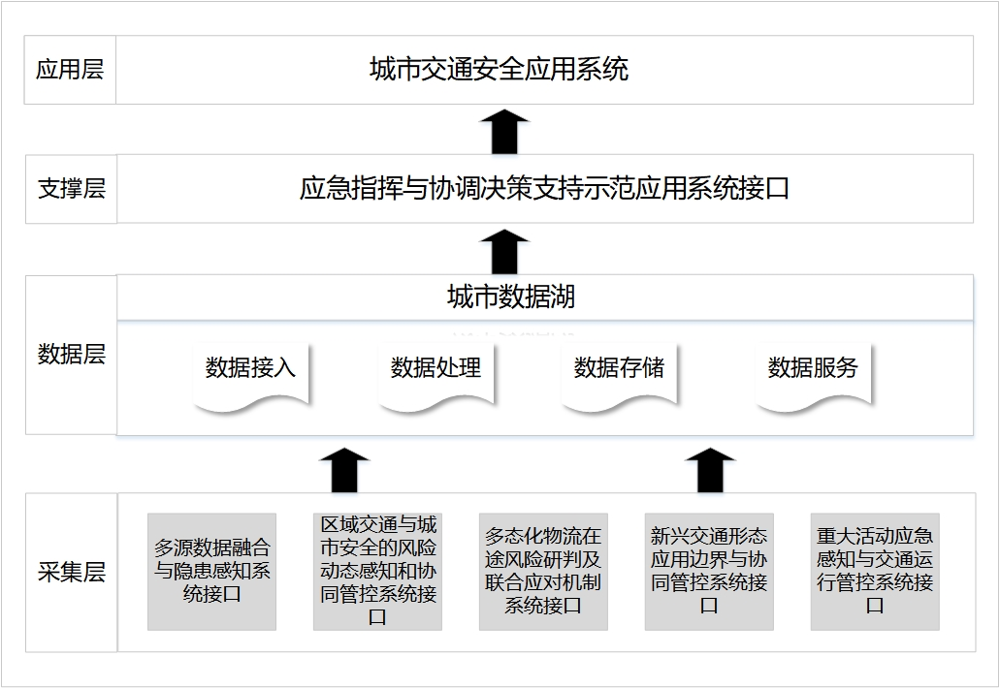 应用层
城市交通安全应用系统
支撑层
应急指挥与协调决策支持示范应用系统接口
数据层
城市数据湖
数据接入
数据处理
数据存储
数据服务
采集层
多源数据融合
与隐患感知系
统接口
区域交通与城
市安全的风险
动态感知和协
同管控系统接
口
多态化物流在
途风险研判及
联合应对机制
系统接口
新兴交通形态
应用边界与协
同管控系统接
口
重大活动应急
感知与交通运
行管控系统接
口